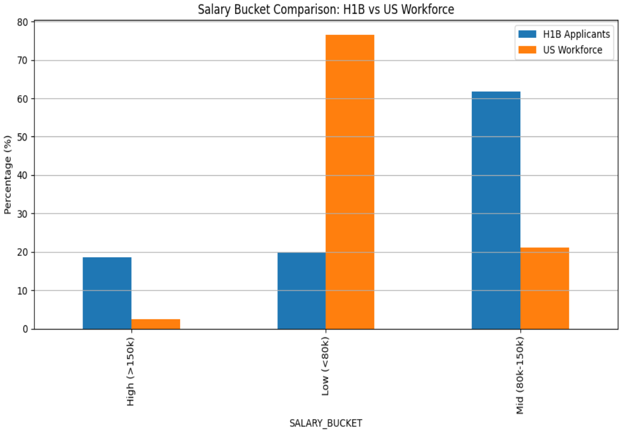 Salary Bucket Comparison: H1B vs US Workforce
H1B Applicants
US Workforce
Percentage (%)
80
70
60
50
40
30
20
10
0
High (>150k)
Low (<80k)
Mid (80k-150k)
SALARY_BUCKET